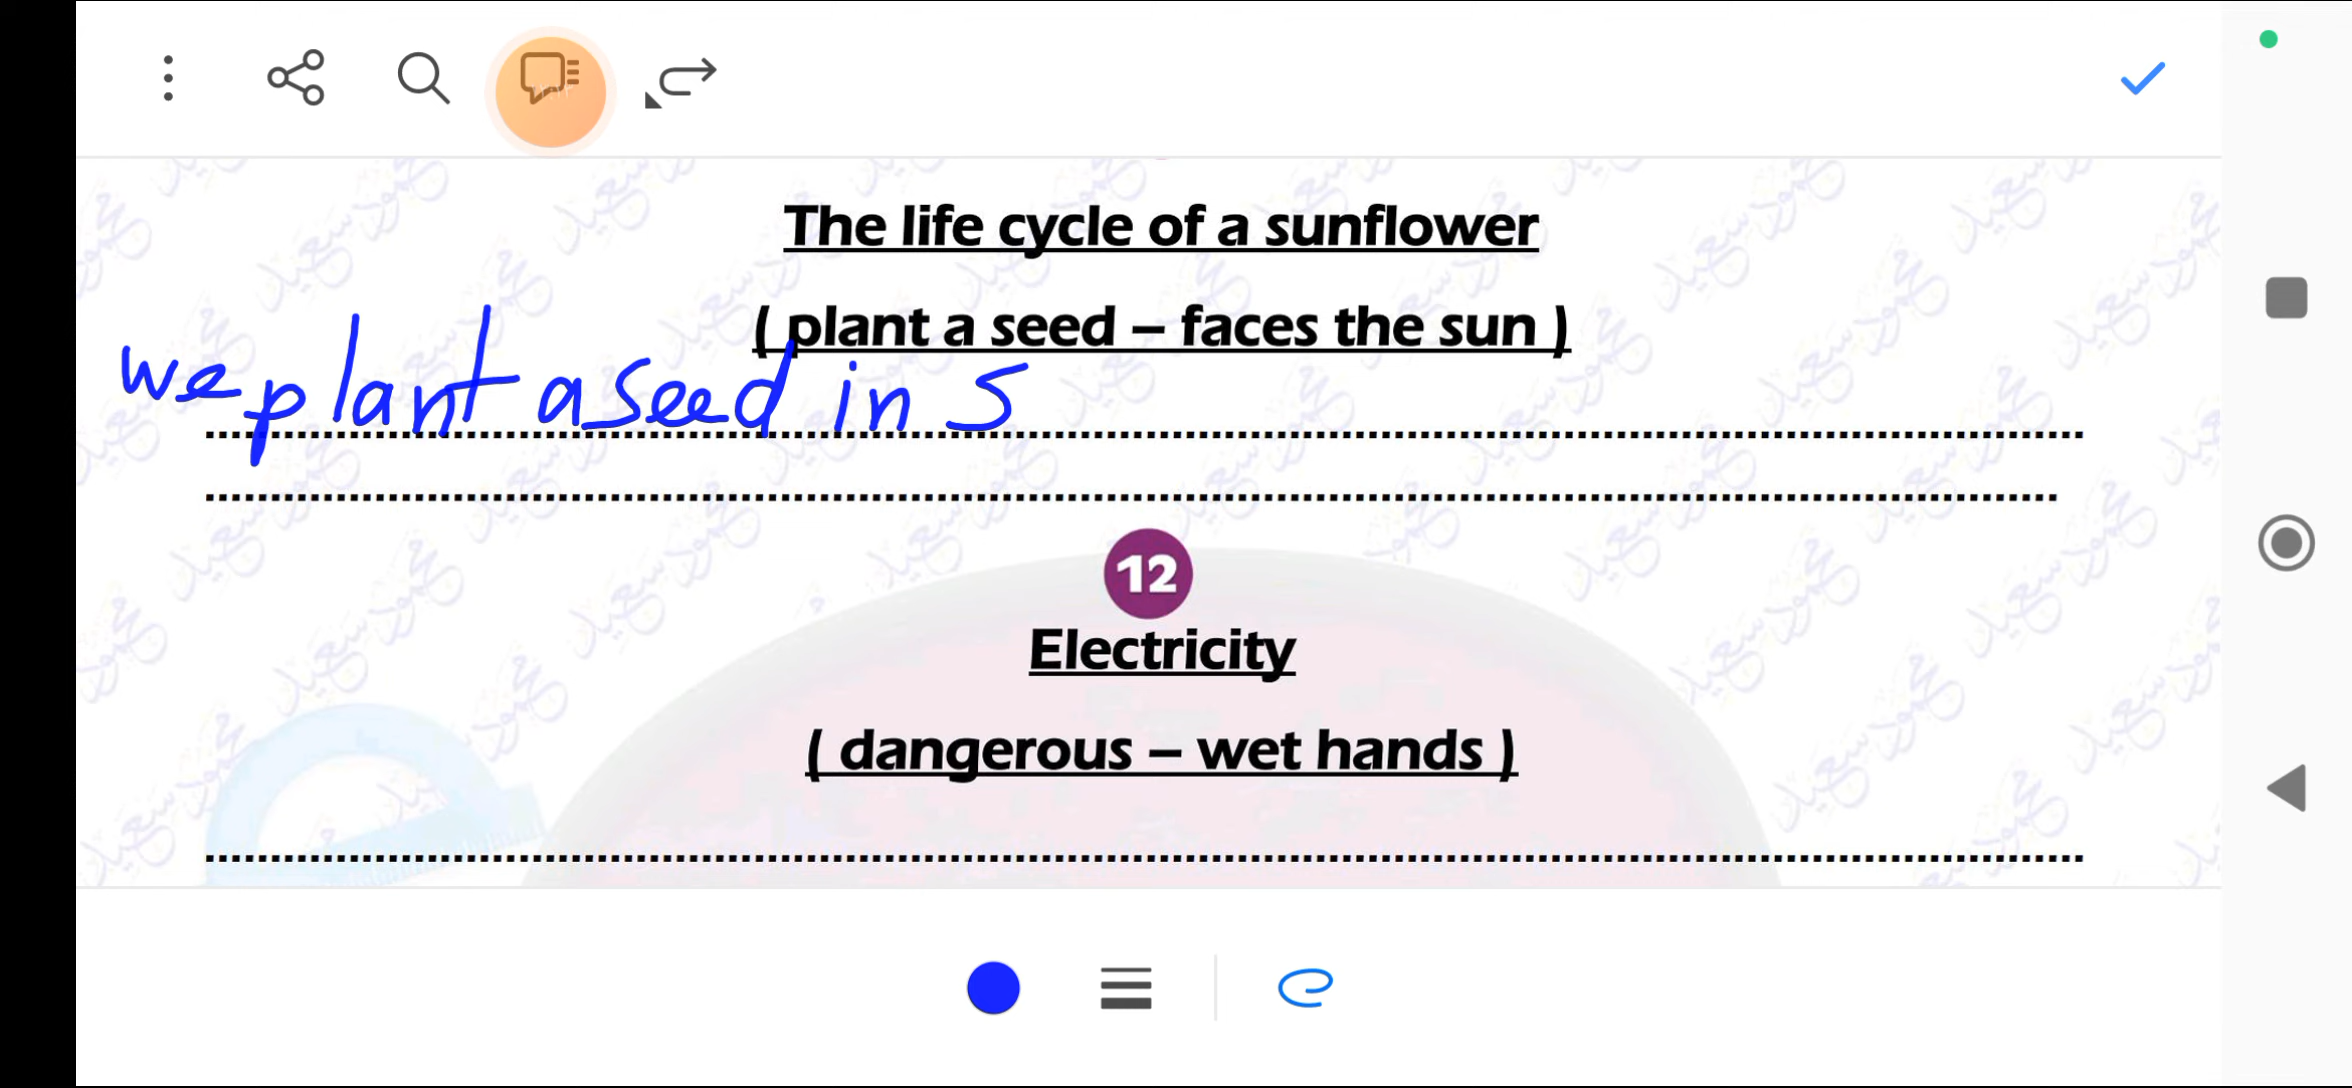 The life cycle of a sunflower
( plant a seed – faces the sun )
we plant a seed in s
12
Electricity
( dangerous – wet hands )